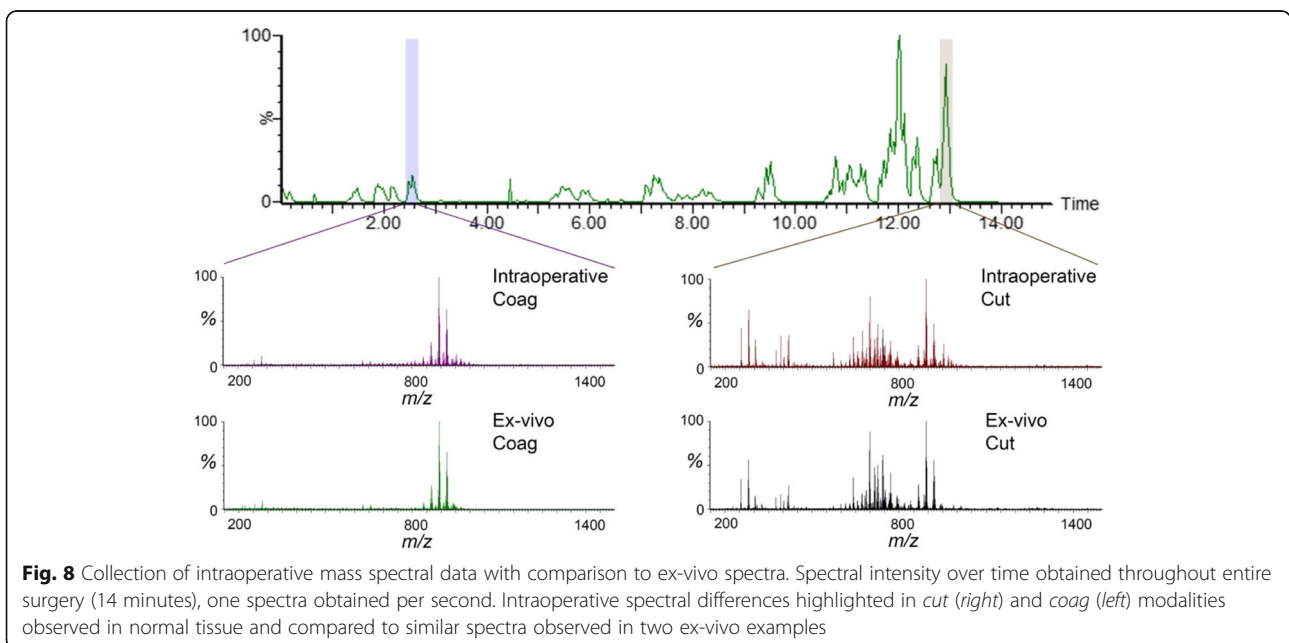 100
%
0
2.00 4.00 6.00 8.00 10.00 12.00 14.00
Time
Intraoperative
Coag
100
%
0
200 800 1400
m/z
Intraoperative
Cut
100
%
0
200 800 1400
m/z
Ex-vivo
Coag
100
%
0
200 800 1400
m/z
Ex-vivo
Cut
100
%
0
200 800 1400
m/z
Fig. 8 Collection of intraoperative mass spectral data with comparison to ex-vivo spectra. Spectral intensity over time obtained throughout entire
surgery (14 minutes), one spectra obtained per second. Intraoperative spectral differences highlighted in cut (right) and coag (left) modalities
observed in normal tissue and compared to similar spectra observed in two ex-vivo examples